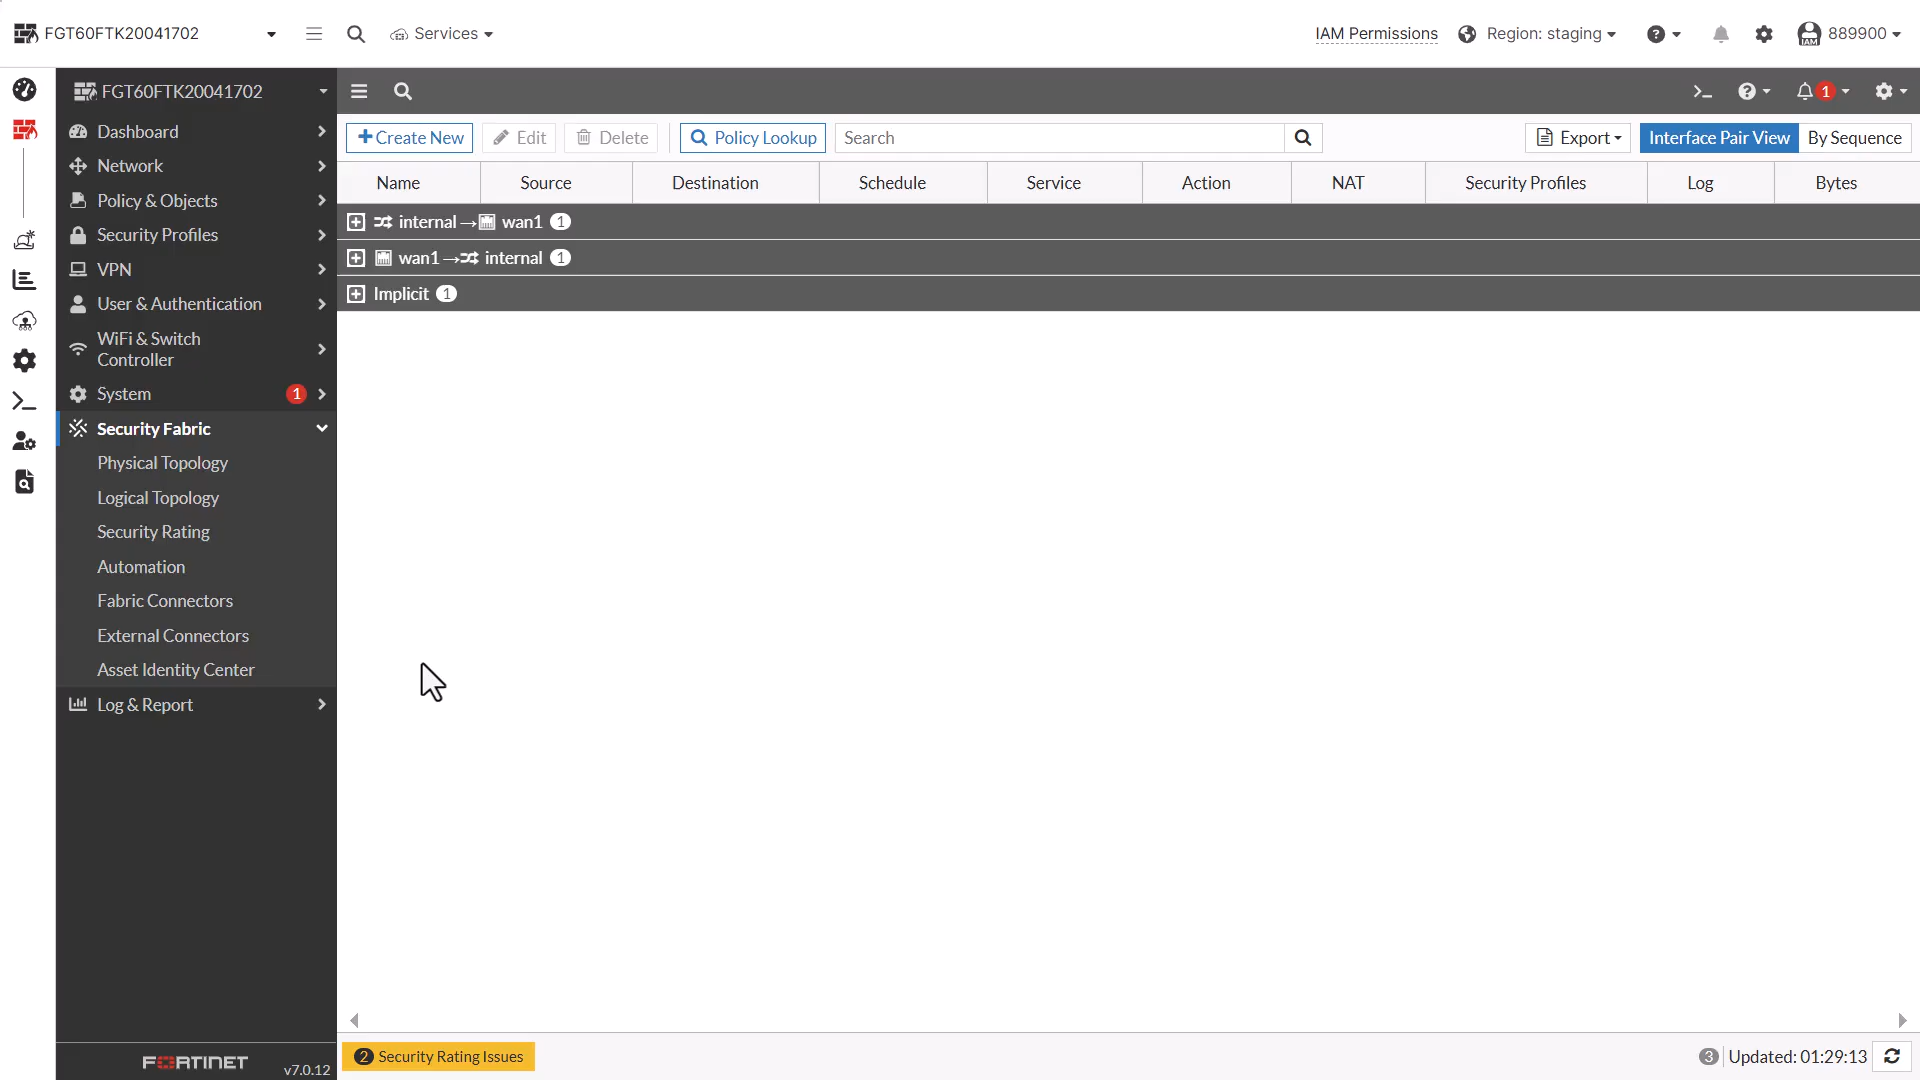 FGT60FTK20041702
Services
IAM Permissions
Region: staging
889900
FGT60FTK20041702
1
Dashboard
Network
Policy & Objects
Security Profiles
VPN
User & Authentication
WiFi & Switch
Controller
System
1
Security Fabric
Physical Topology
Logical Topology
Security Rating
Automation
Fabric Connectors
External Connectors
Asset Identity Center
Log & Report
FORTINET
v7.0.12
Create New
Edit
Delete
Policy Lookup
Search
Export
Interface Pair View
By Sequence
Name Source Destination Schedule Service Action NAT Security Profiles Log Bytes
internal → wan1 1
wan1 → internal 1
Implicit 1
2 Security Rating Issues
3 Updated: 01:29:13